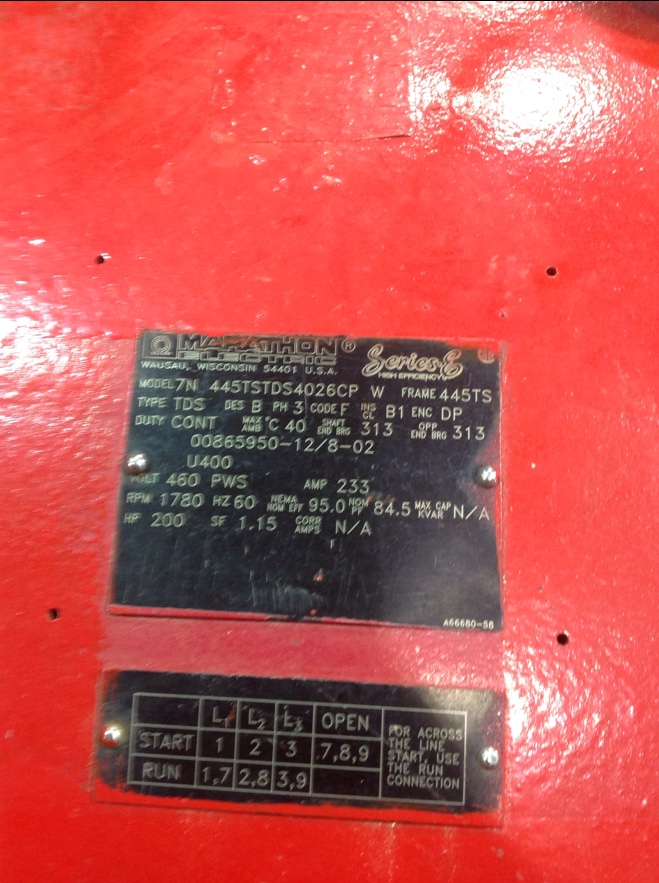 MARATHON®
ELECTRIC
Series E
HIGH EFFICIENCY
WAUSAU, WISCONSIN 54401 U.S.A.
MODEL 7N 445TSTDS4026CP W FRAME 445TS
TYPE TDS DES B PH 3 CODE F INS CL B1 ENC DP
DUTY CONT MAX AMB °C 40 SHAFT END BRG 313 OPP END BRG 313
00865950-12/8-02
U400
VOLT 460 PWS AMP 233
RPM 1780 HZ 60 NEMA NOM EFF 95.0 NOM PF 84.5 MAX CAP KVAR N/A
HP 200 SF 1.15 CORR AMPS N/A
A66680-58
L1 L2 L3 OPEN
START 1 2 3 7,8,9
RUN 1,7 2,8 3,9
FOR ACROSS
THE LINE
START, USE
THE RUN
CONNECTION